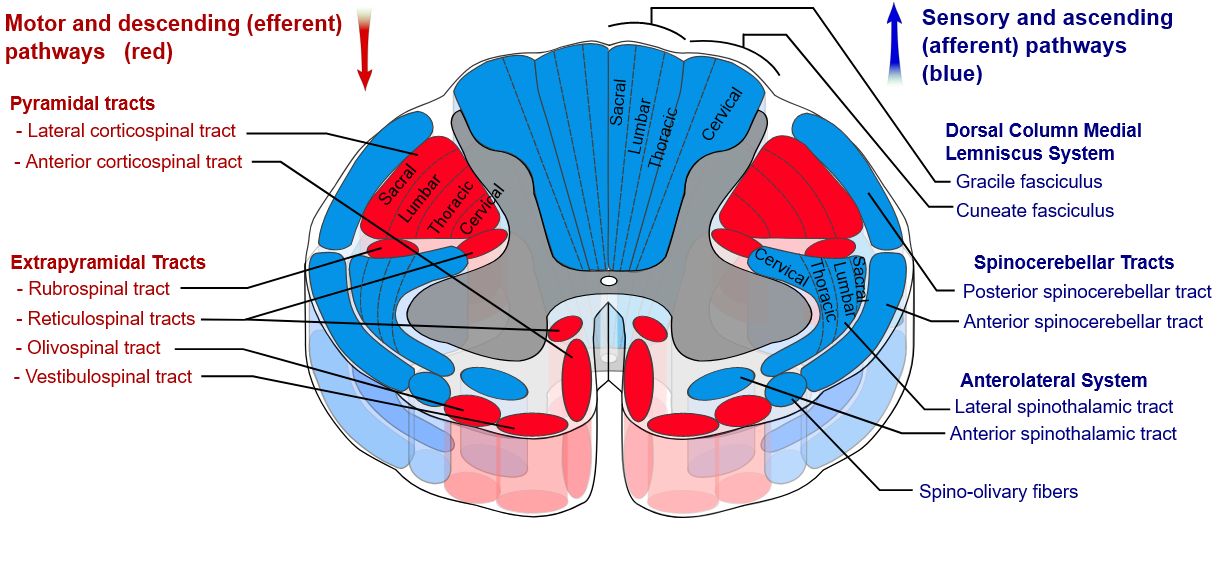 Motor and descending (efferent)
pathways (red)
Pyramidal tracts
- Lateral corticospinal tract
- Anterior corticospinal tract
Extrapyramidal Tracts
- Rubrospinal tract
- Reticulospinal tracts
- Olivospinal tract
- Vestibulospinal tract
Sacral
Lumbar
Thoracic
Cervical
Sacral
Lumbar
Thoracic
Cervical
Cervical
Thoracic
Lumbar
Sacral
Sensory and ascending
(afferent) pathways
(blue)
Dorsal Column Medial
Lemniscus System
Gracile fasciculus
Cuneate fasciculus
Spinocerebellar Tracts
Posterior spinocerebellar tract
Anterior spinocerebellar tract
Anterolateral System
Lateral spinothalamic tract
Anterior spinothalamic tract
Spino-olivary fibers